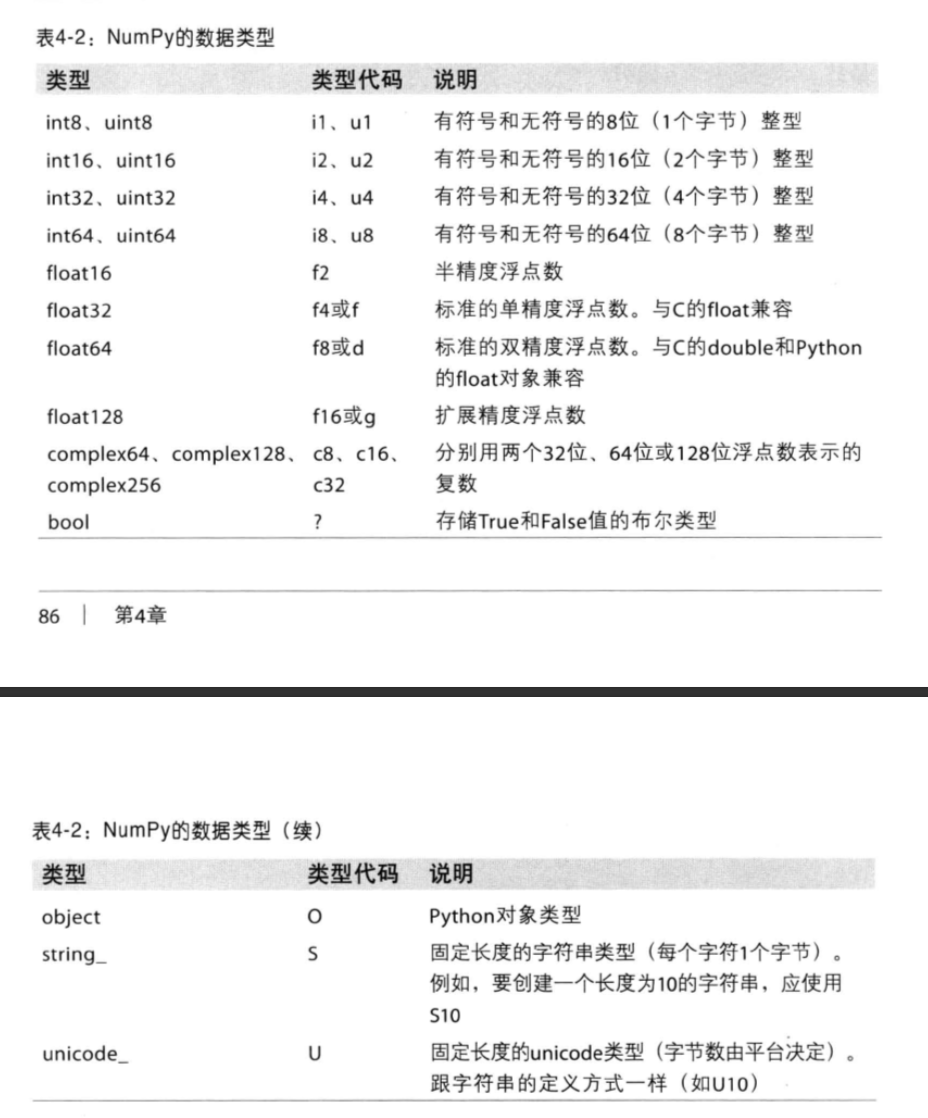 表4-2：NumPy的数据类型
类型 类型代码 说明
int8、uint8 i1、u1 有符号和无符号的8位（1个字节）整型
int16、uint16 i2、u2 有符号和无符号的16位（2个字节）整型
int32、uint32 i4、u4 有符号和无符号的32位（4个字节）整型
int64、uint64 i8、u8 有符号和无符号的64位（8个字节）整型
float16 f2 半精度浮点数
float32 f4或f 标准的单精度浮点数。与C的float兼容
float64 f8或d 标准的双精度浮点数。与C的double和Python
的float对象兼容
float128 f16或g 扩展精度浮点数
complex64、complex128、 c8、c16、 分别用两个32位、64位或128位浮点数表示的
complex256 c32 复数
bool ? 存储True和False值的布尔类型
86 | 第4章
表4-2：NumPy的数据类型（续）
类型 类型代码 说明
object O Python对象类型
string_ S 固定长度的字符串类型（每个字符1个字节）。
例如，要创建一个长度为10的字符串，应使用
S10
unicode_ U 固定长度的unicode类型（字节数由平台决定）。
跟字符串的定义方式一样（如U10）